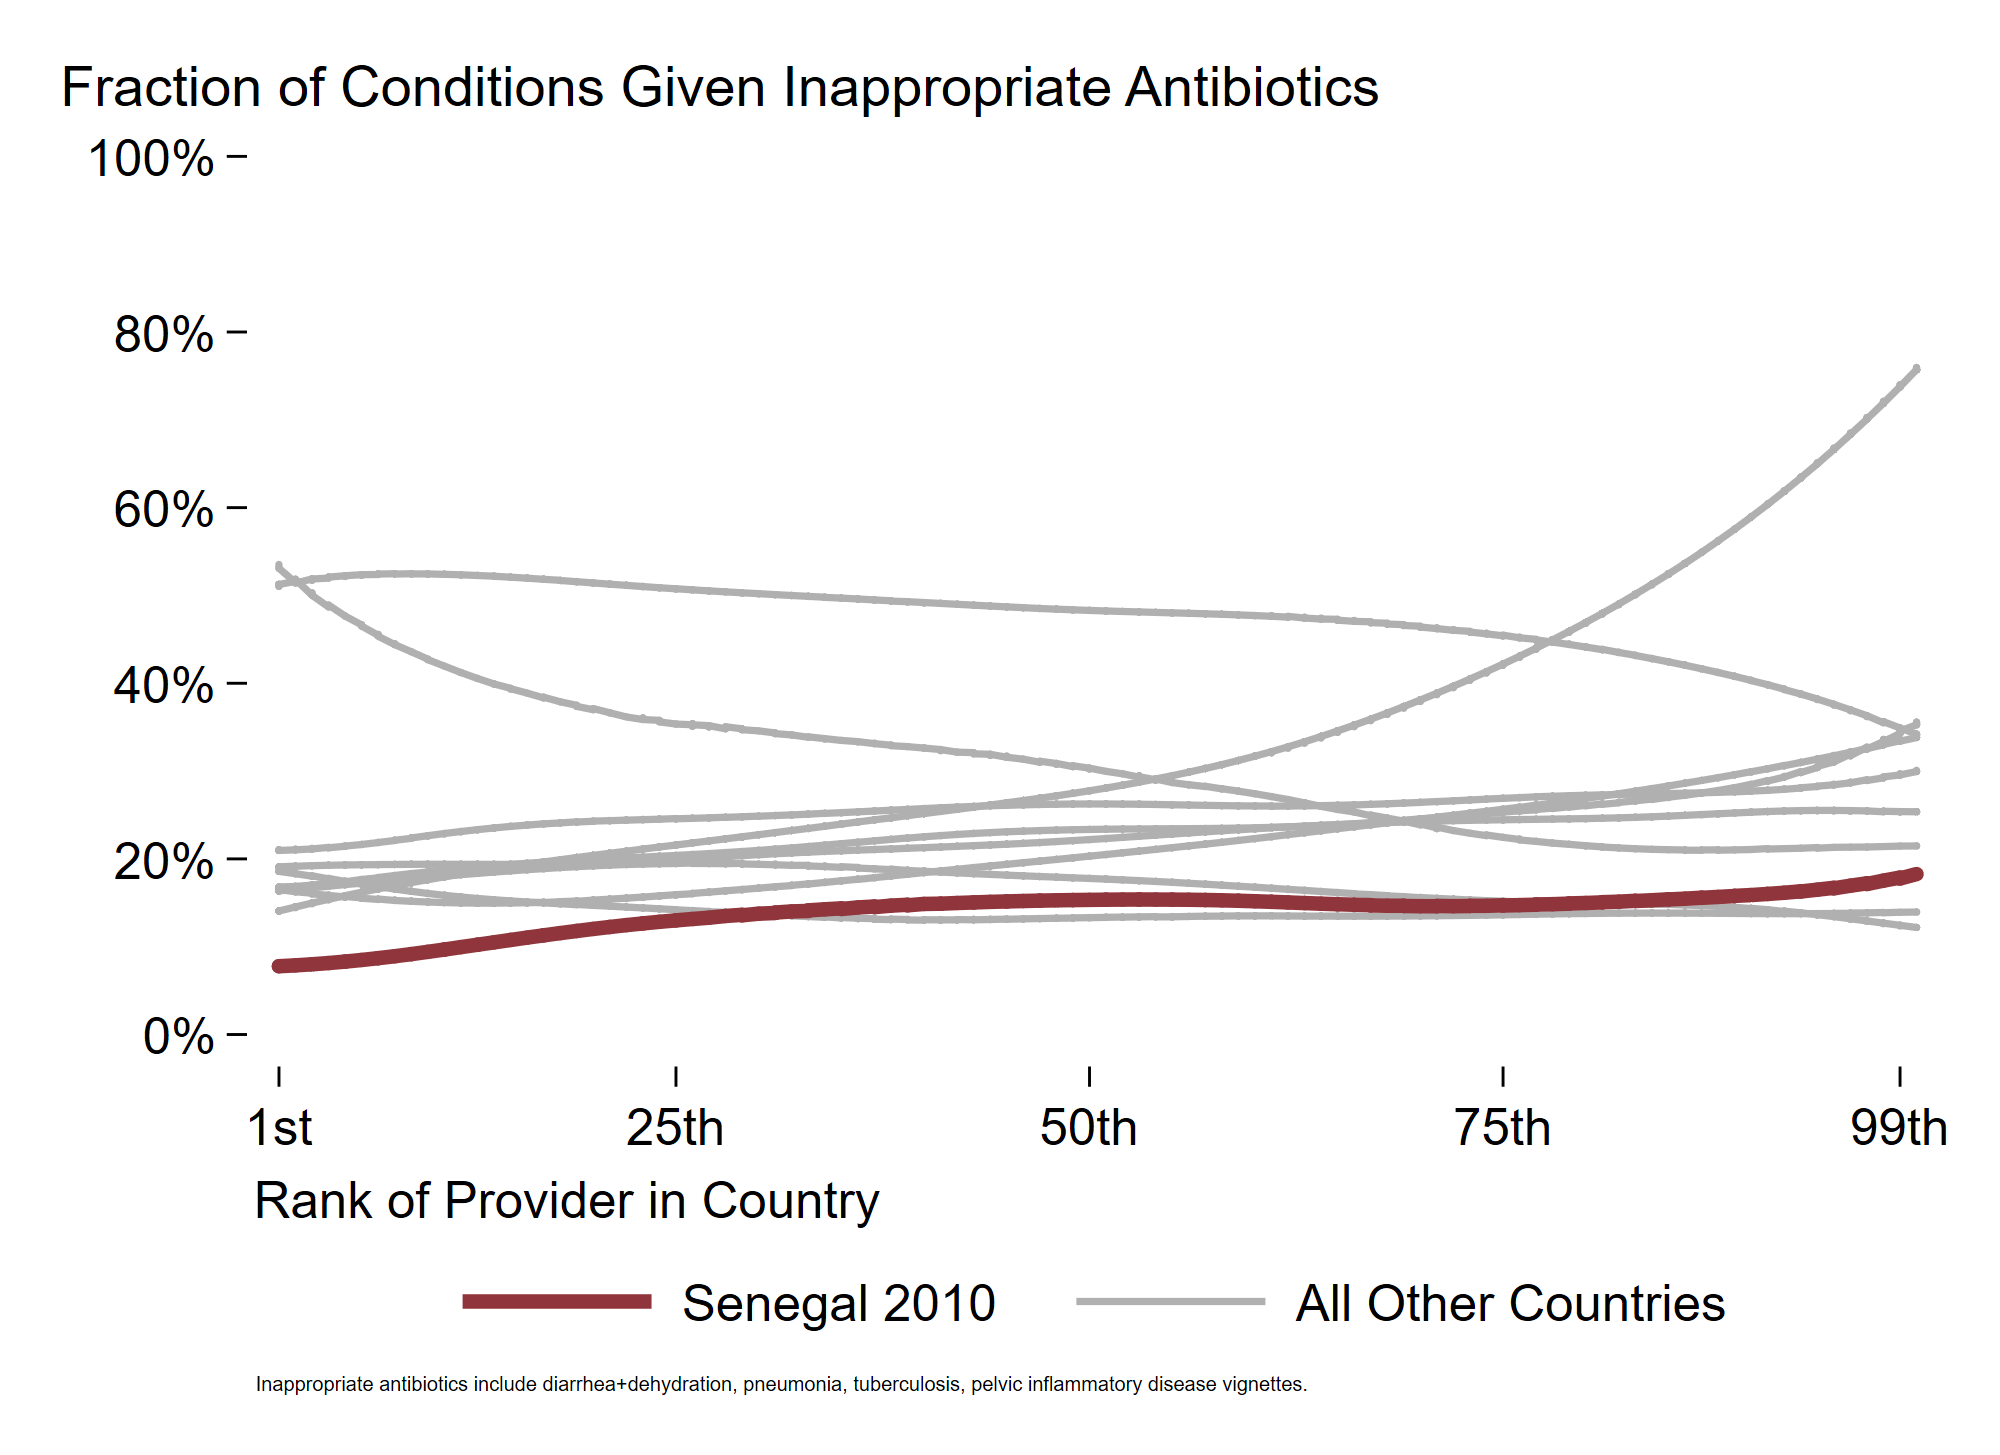 Fraction of Conditions Given Inappropriate Antibiotics
100%
80%
60%
40%
20%
0%
1st 25th 50th 75th 99th
Rank of Provider in Country
Senegal 2010 All Other Countries
Inappropriate antibiotics include diarrhea+dehydration, pneumonia, tuberculosis, pelvic inflammatory disease vignettes.